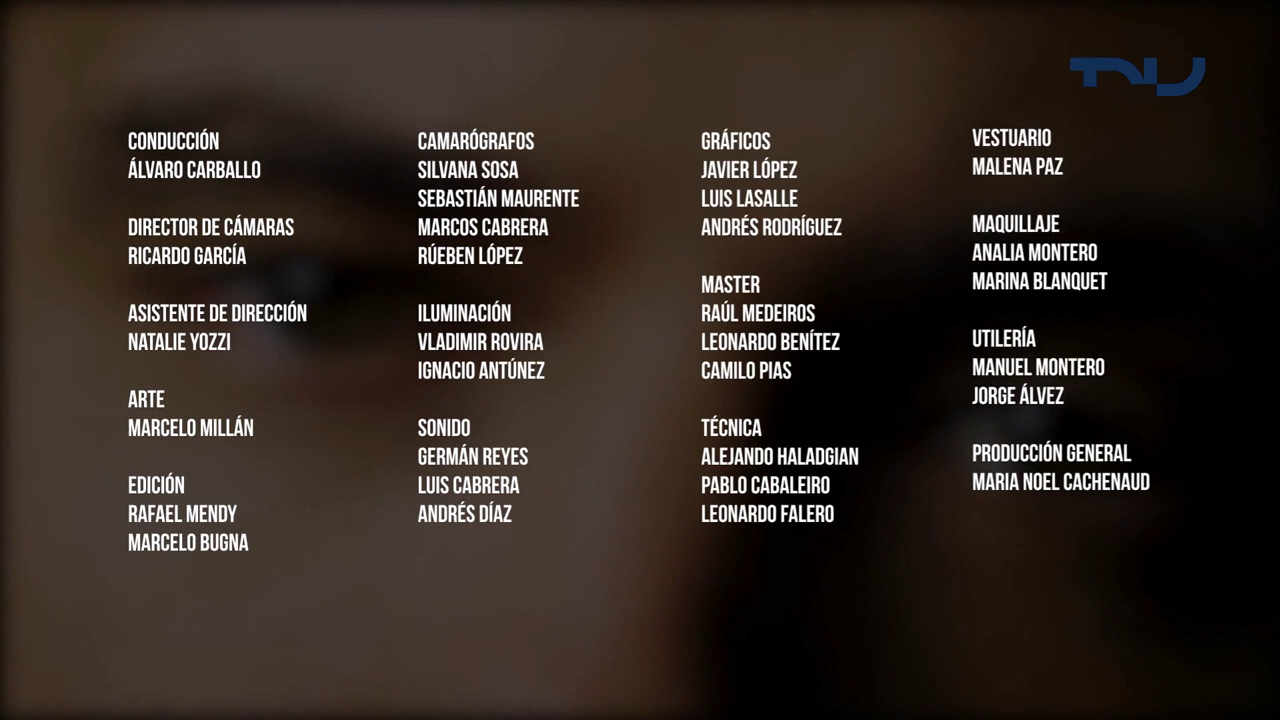 TNU
CONDUCCIÓN
ÁLVARO CARBALLO
DIRECTOR DE CÁMARAS
RICARDO GARCÍA
ASISTENTE DE DIRECCIÓN
NATALIE YOZZI
ARTE
MARCELO MILLÁN
EDICIÓN
RAFAEL MENDY
MARCELO BUGNA
CAMARÓGRAFOS
SILVANA SOSA
SEBASTIÁN MAURENTE
MARCOS CABRERA
RÚEBEN LÓPEZ
ILUMINACIÓN
VLADIMIR ROVIRA
IGNACIO ANTÚNEZ
SONIDO
GERMÁN REYES
LUIS CABRERA
ANDRÉS DÍAZ
GRÁFICOS
JAVIER LÓPEZ
LUIS LASALLE
ANDRÉS RODRÍGUEZ
MASTER
RAÚL MEDEIROS
LEONARDO BENÍTEZ
CAMILO PIAS
TÉCNICA
ALEJANDO HALADGIAN
PABLO CABALEIRO
LEONARDO FALERO
VESTUARIO
MALENA PAZ
MAQUILLAJE
ANALIA MONTERO
MARINA BLANQUET
UTILERÍA
MANUEL MONTERO
JORGE ÁLVEZ
PRODUCCIÓN GENERAL
MARIA NOEL CACHENAUD